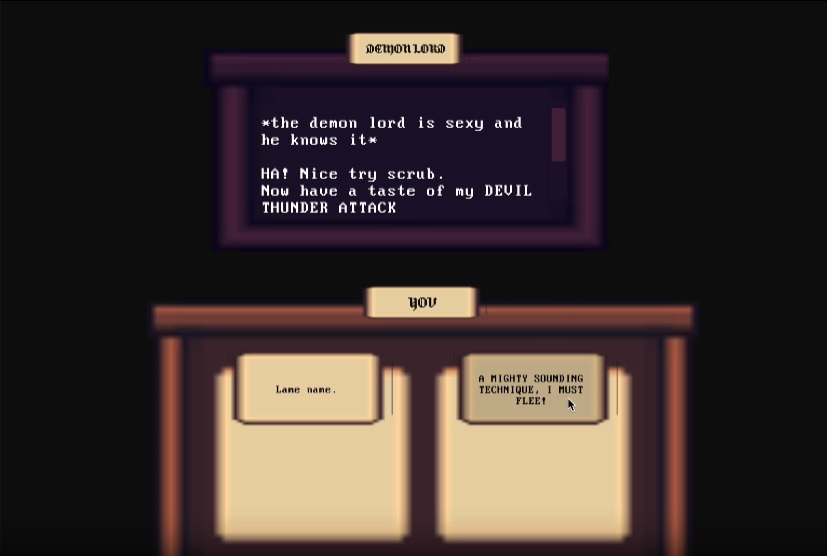 DEMON LORD
*the demon lord is sexy and
he knows it*
HA! Nice try scrub.
Now have a taste of my DEVIL
THUNDER ATTACK
YOU
Lame name.
A MIGHTY SOUNDING
TECHNIQUE, I MUST
FLEE!